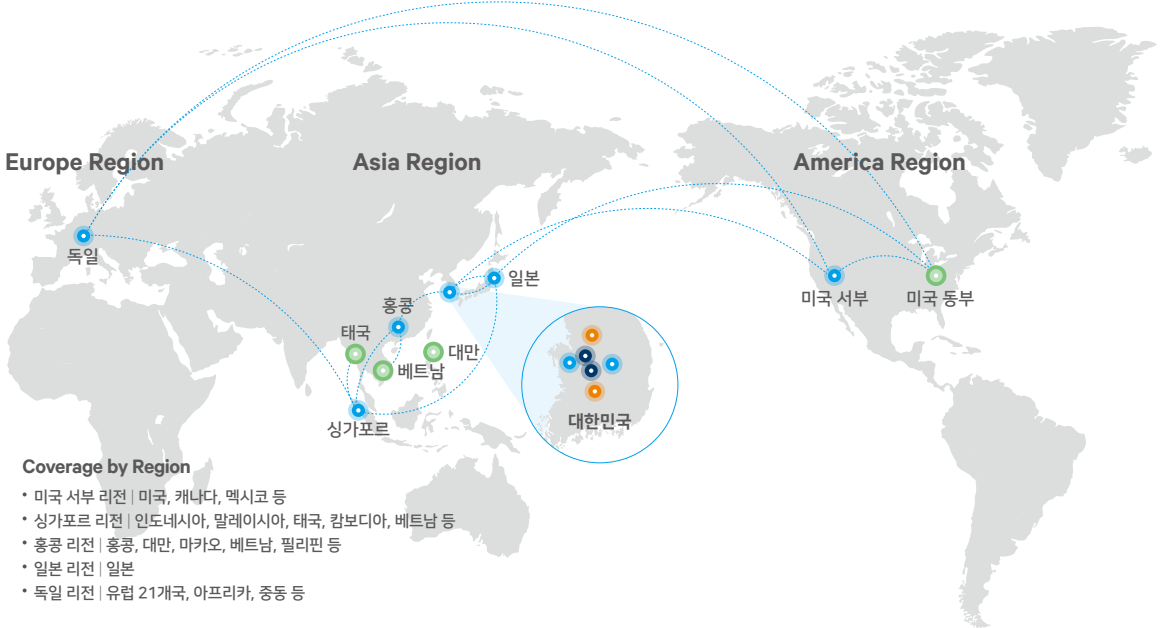 Europe Region
Asia Region
America Region
독일
일본
홍콩
태국
대만
베트남
싱가포르
미국 서부
미국 동부
대한민국
Coverage by Region
• 미국 서부 리전 | 미국, 캐나다, 멕시코 등
• 싱가포르 리전 | 인도네시아, 말레이시아, 태국, 캄보디아, 베트남 등
• 홍콩 리전 | 홍콩, 대만, 마카오, 베트남, 필리핀 등
• 일본 리전 | 일본
• 독일 리전 | 유럽 21개국, 아프리카, 중동 등